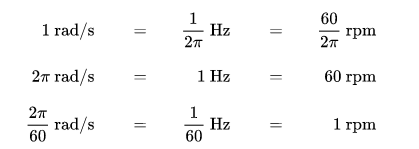 1 rad/s = 1/2π Hz = 60/2π rpm
2π rad/s = 1 Hz = 60 rpm
2π/60 rad/s = 1/60 Hz = 1 rpm